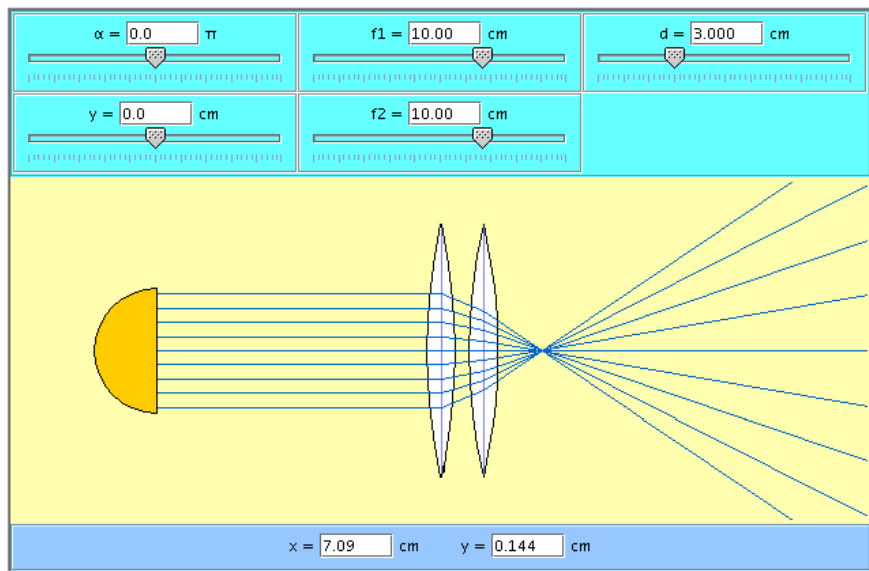 α = 0.0 π
f1 = 10.00 cm
d = 3.000 cm
y = 0.0 cm
f2 = 10.00 cm
x = 7.09 cm y = 0.144 cm